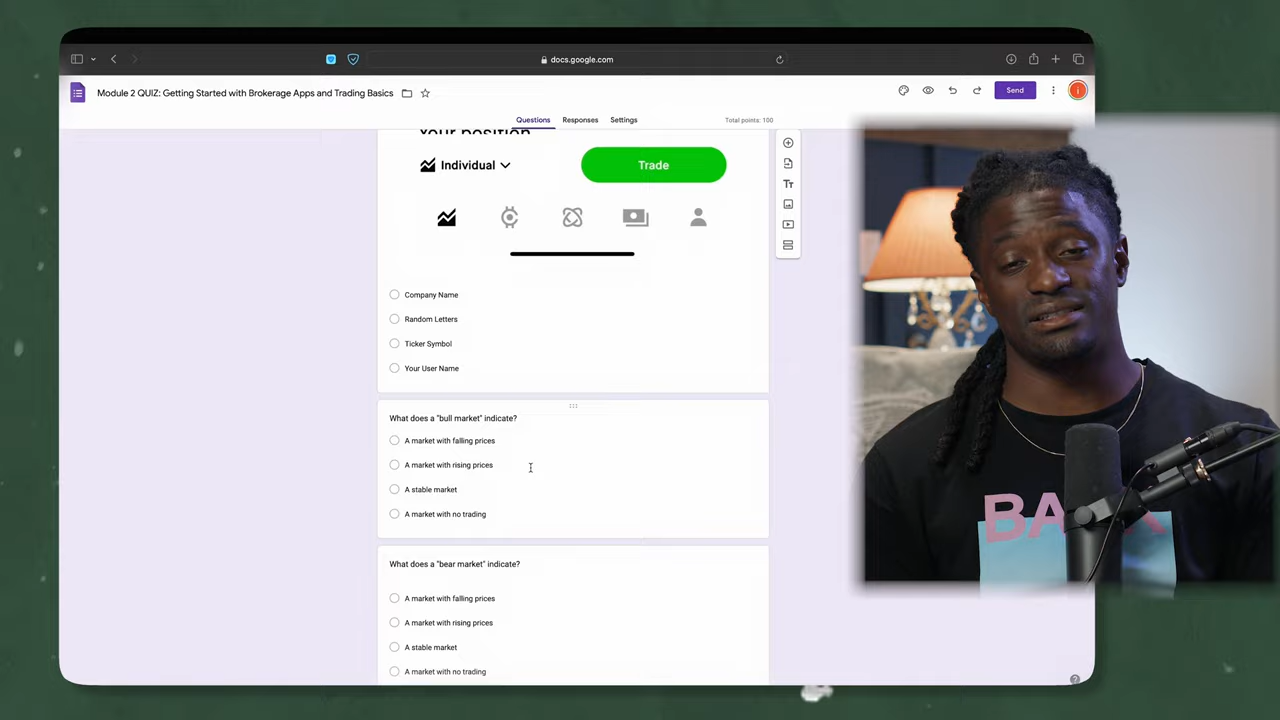 docs.google.com
Module 2 QUIZ: Getting Started with Brokerage Apps and Trading Basics
Send
Questions Responses Settings
Total points: 100
Your position
Individual
Trade
Tт
Company Name
Random Letters
Ticker Symbol
Your User Name
What does a "bull market" indicate?
A market with falling prices
A market with rising prices
A stable market
A market with no trading
What does a "bear market" indicate?
A market with falling prices
A market with rising prices
A stable market
A market with no trading